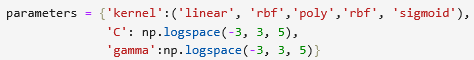 parameters = {'kernel':('linear', 'rbf','poly','rbf', 'sigmoid'),
'C': np.logspace(-3, 3, 5),
'gamma':np.logspace(-3, 3, 5)}